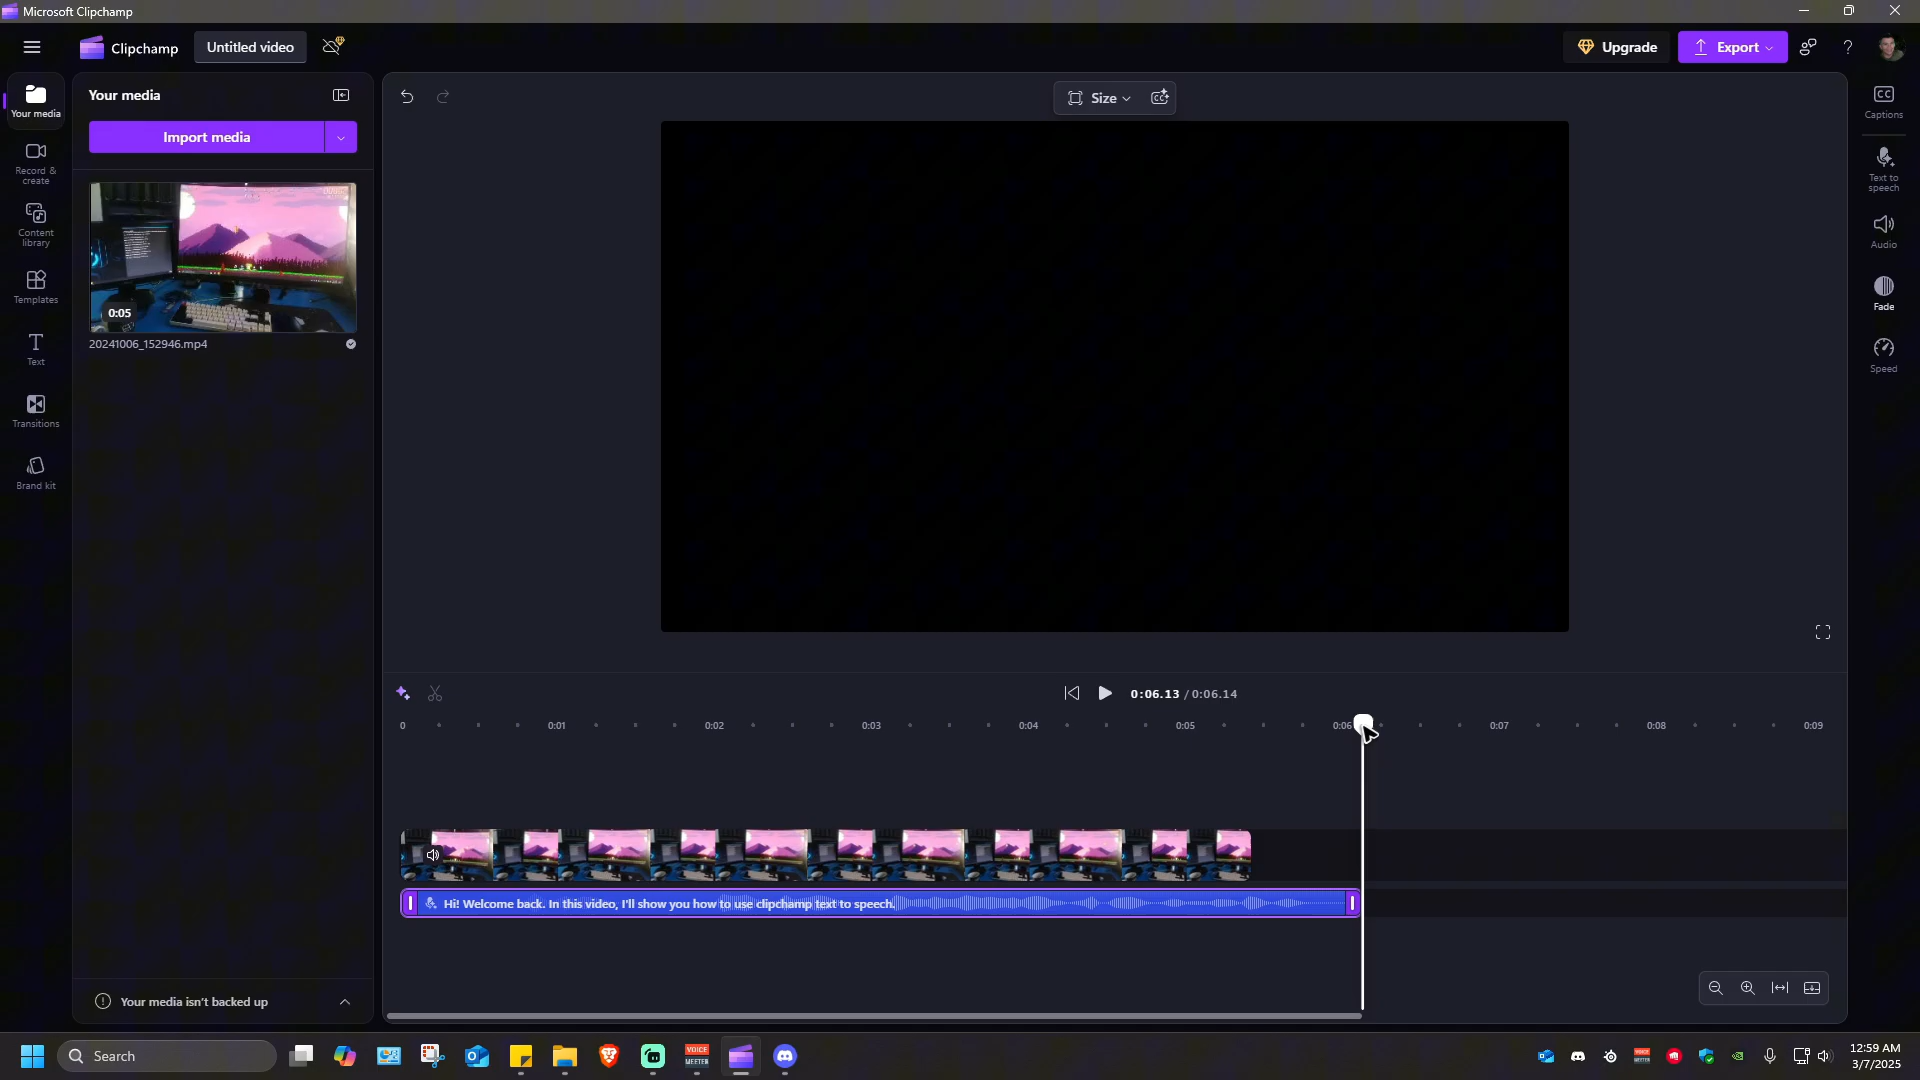 Microsoft Clipchamp
Clipchamp
Untitled video
Upgrade
Export
Your media
Your media
Import media
Record & create
Content library
Templates
Text
Transitions
Brand kit
0:05
20241006_152946.mp4
Size
Captions
Text to speech
Audio
Fade
Speed
0:06.13 / 0:06.14
0 0:01 0:02 0:03 0:04 0:05 0:06 0:07 0:08 0:09
Hi! Welcome back. In this video, I'll show you how to use clipchamp text to speech.
Your media isn't backed up
Search
VOICE MEETER
12:59 AM
3/7/2025